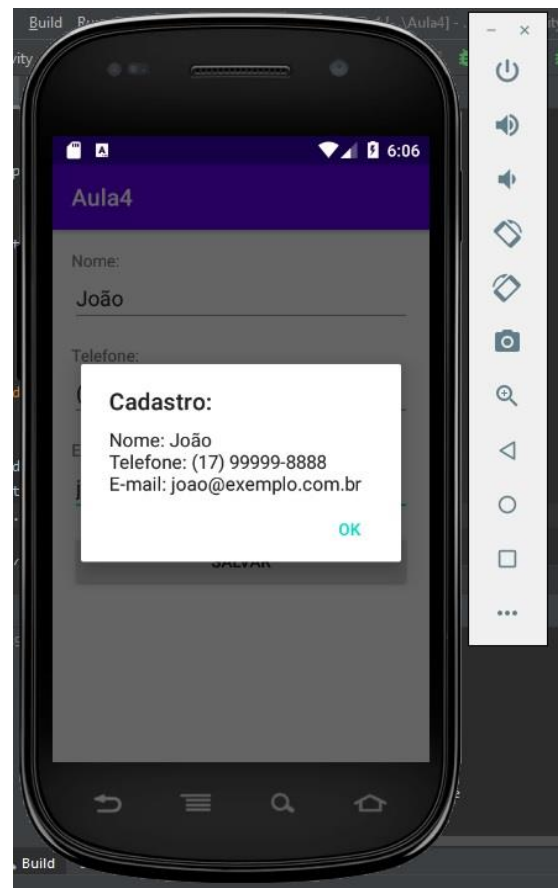 Build
\Aula4] -
6:06
Aula4
Nome:
João
Telefone:
Cadastro:
Nome: João
Telefone: (17) 99999-8888
E-mail: joao@exemplo.com.br
OK
SALVAR
Build